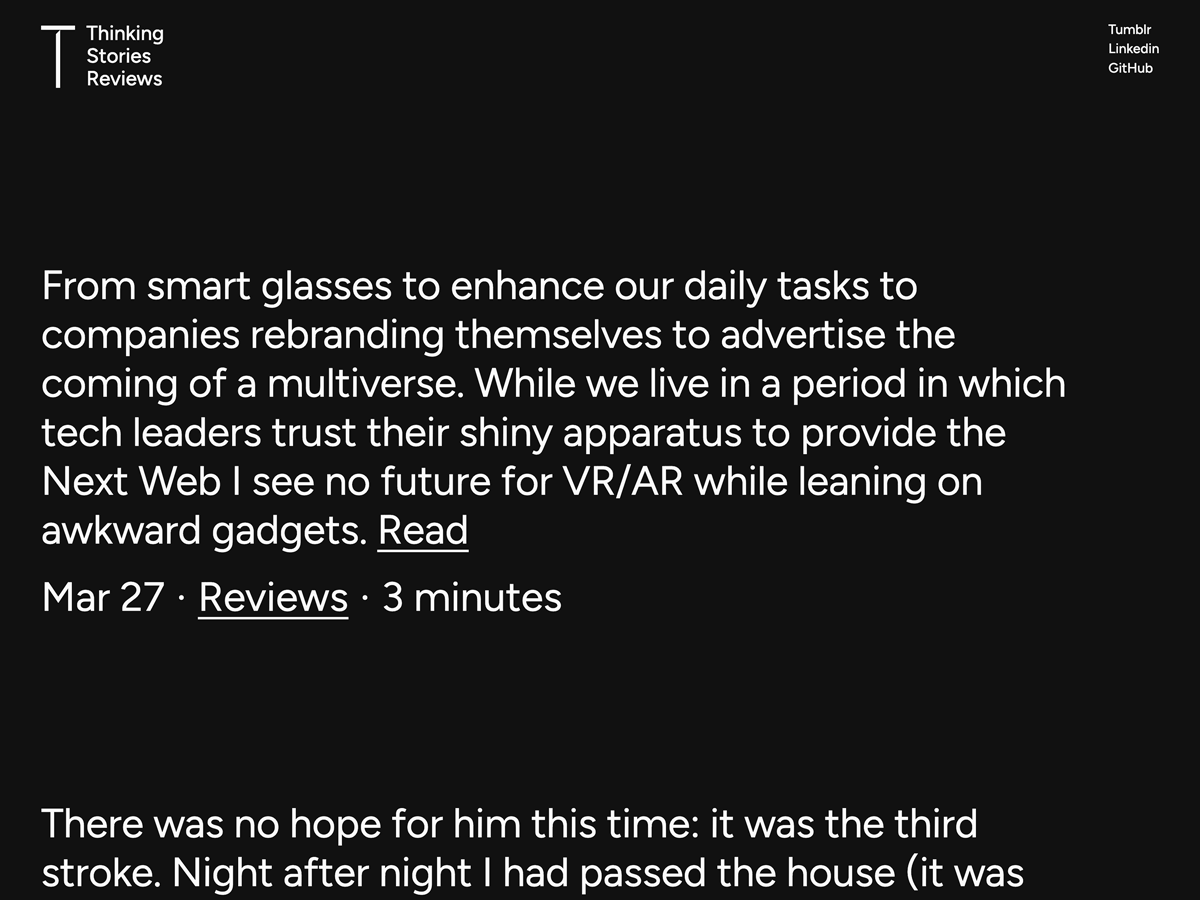 T
Thinking
Stories
Reviews
Tumblr
Linkedin
GitHub
From smart glasses to enhance our daily tasks to
companies rebranding themselves to advertise the
coming of a multiverse. While we live in a period in which
tech leaders trust their shiny apparatus to provide the
Next Web I see no future for VR/AR while leaning on
awkward gadgets. Read
Mar 27 · Reviews · 3 minutes
There was no hope for him this time: it was the third
stroke. Night after night I had passed the house (it was